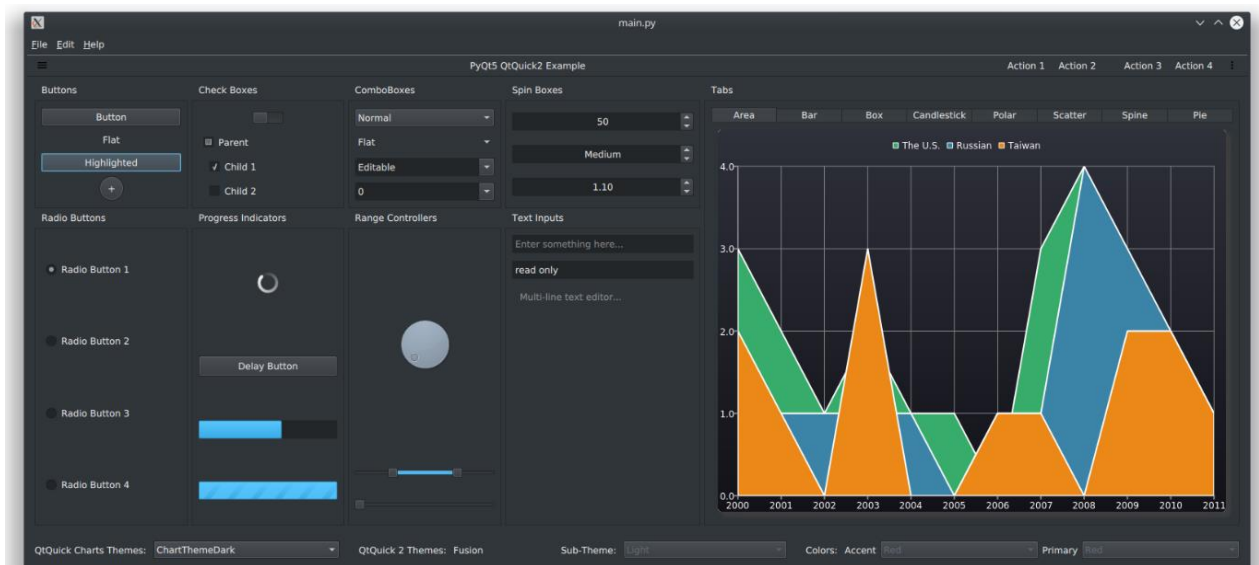 main.py
File Edit Help
PyQt5 QtQuick2 Example
Action 1 Action 2 Action 3 Action 4
Buttons
Button
Flat
Highlighted
+
Check Boxes
Parent
Child 1
Child 2
ComboBoxes
Normal
Flat
Editable
0
Spin Boxes
50
Medium
1.10
Radio Buttons
Radio Button 1
Radio Button 2
Radio Button 3
Radio Button 4
Progress Indicators
Delay Button
Range Controllers
Text Inputs
Enter something here...
read only
Multi-line text editor...
Tabs
Area Bar Box Candlestick Polar Scatter Spine Pie
The U.S. Russian Taiwan
4.0
3.0
2.0
1.0
0.0
2000 2001 2002 2003 2004 2005 2006 2007 2008 2009 2010 2011
QtQuick Charts Themes: ChartThemeDark QtQuick 2 Themes: Fusion Sub-Theme: Light Colors: Accent Red Primary Red